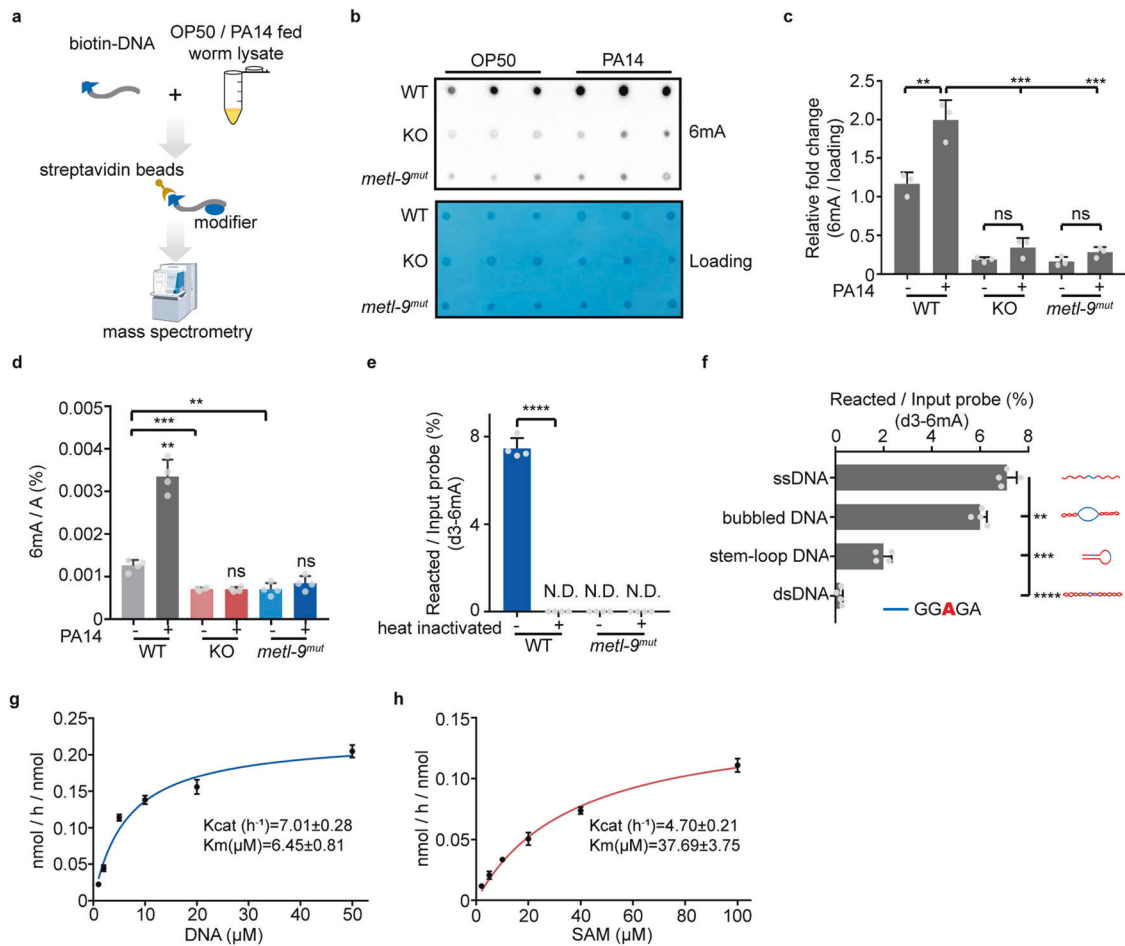 a
biotin-DNA
OP50 / PA14 fed
worm lysate
+
streptavidin beads
modifier
mass spectrometry
b
OP50 PA14
WT
KO
metl-9mut
6mA
WT
KO
metl-9mut
Loading
c
Relative fold change
(6mA / loading)
2.5
2.0
1.5
1.0
0.5
0
** *** ***
ns ns
PA14 - + - + - +
WT KO metl-9mut
d
6mA / A (%)
0.005
0.004
0.003
0.001
0
**
***
**
ns ns
PA14 - + - + - +
WT KO metl-9mut
e
Reacted / Input probe (%)
(d3-6mA)
8
4
0
****
N.D. N.D. N.D.
heat inactivated - + - +
WT metl-9mut
f
Reacted / Input probe (%)
(d3-6mA)
0 2 4 6 8
ssDNA
bubbled DNA **
stem-loop DNA ***
dsDNA ****
GGAGA
g
nmol / h / nmol
0.25
0.20
0.15
0.10
0.05
0
Kcat (h⁻¹)=7.01±0.28
Km(μM)=6.45±0.81
0 10 20 30 40 50
DNA (μM)
h
nmol / h / nmol
0.15
0.10
0.05
0
Kcat (h⁻¹)=4.70±0.21
Km(μM)=37.69±3.75
0 20 40 60 80 100
SAM (μM)